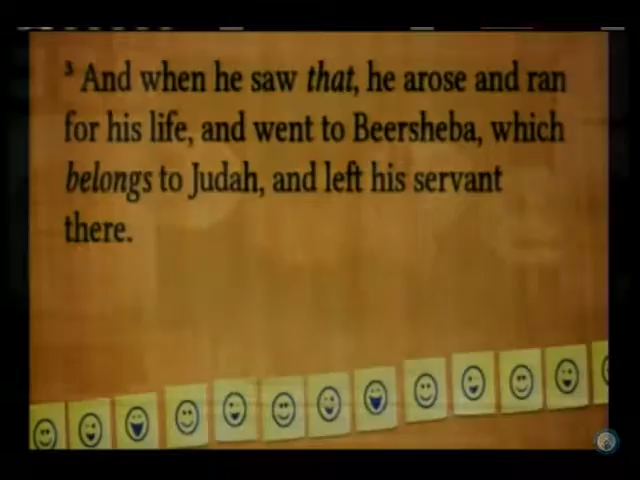 ³ And when he saw that, he arose and ran
for his life, and went to Beersheba, which
belongs to Judah, and left his servant
there.